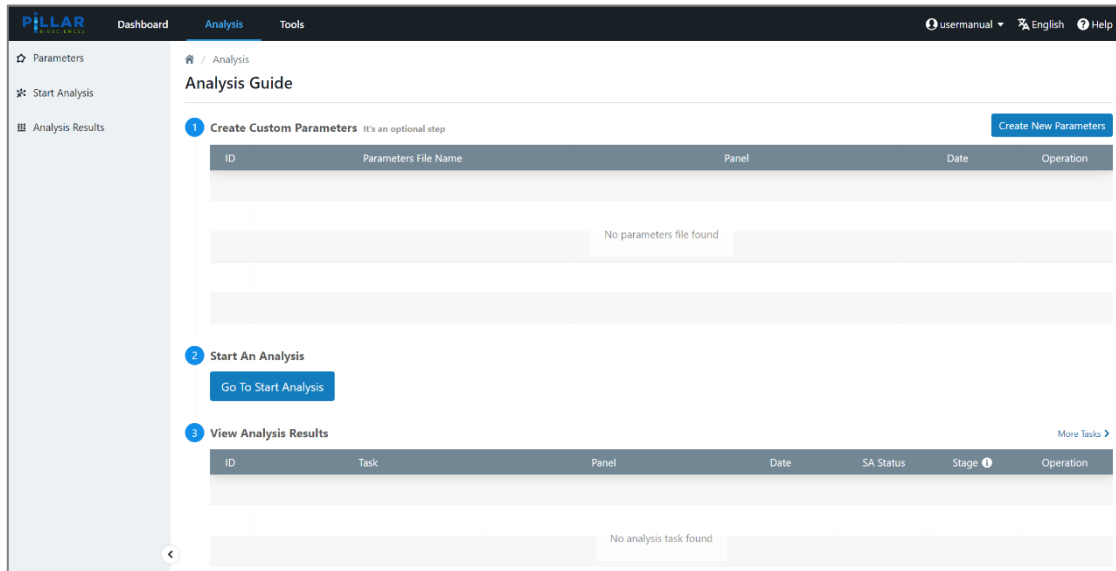 PiLLAR Dashboard Analysis Tools usermanual English Help
BIOSCIENCES
Parameters
Start Analysis
Analysis Results
/ Analysis
Analysis Guide
1 Create Custom Parameters It's an optional step Create New Parameters
ID Parameters File Name Panel Date Operation
No parameters file found
2 Start An Analysis
Go To Start Analysis
3 View Analysis Results More Tasks
ID Task Panel Date SA Status Stage Operation
No analysis task found